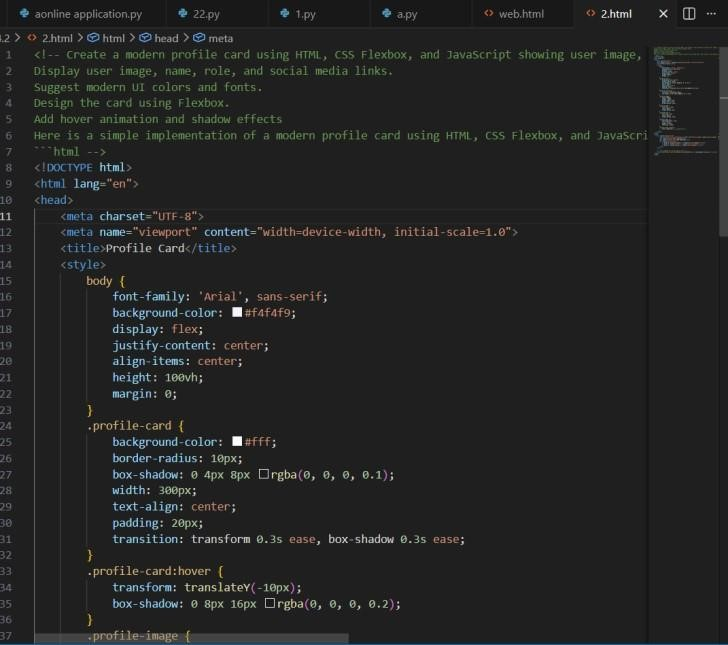 aonline application.py 22.py 1.py a.py web.html 2.html
.2 > 2.html > html > head > meta
1 <!-- Create a modern profile card using HTML, CSS Flexbox, and JavaScript showing user image,
2 Display user image, name, role, and social media links.
3 Suggest modern UI colors and fonts.
4 Design the card using Flexbox.
5 Add hover animation and shadow effects
6 Here is a simple implementation of a modern profile card using HTML, CSS Flexbox, and JavaScri
7 ```html -->
8 <!DOCTYPE html>
9 <html lang="en">
10 <head>
11 <meta charset="UTF-8">
12 <meta name="viewport" content="width=device-width, initial-scale=1.0">
13 <title>Profile Card</title>
14 <style>
15 body {
16 font-family: 'Arial', sans-serif;
17 background-color: #f4f4f9;
18 display: flex;
19 justify-content: center;
20 align-items: center;
21 height: 100vh;
22 margin: 0;
23 }
24 .profile-card {
25 background-color: #fff;
26 border-radius: 10px;
27 box-shadow: 0 4px 8px rgba(0, 0, 0, 0.1);
28 width: 300px;
29 text-align: center;
30 padding: 20px;
31 transition: transform 0.3s ease, box-shadow 0.3s ease;
32 }
33 .profile-card:hover {
34 transform: translateY(-10px);
35 box-shadow: 0 8px 16px rgba(0, 0, 0, 0.2);
36 }
37 .profile-image {